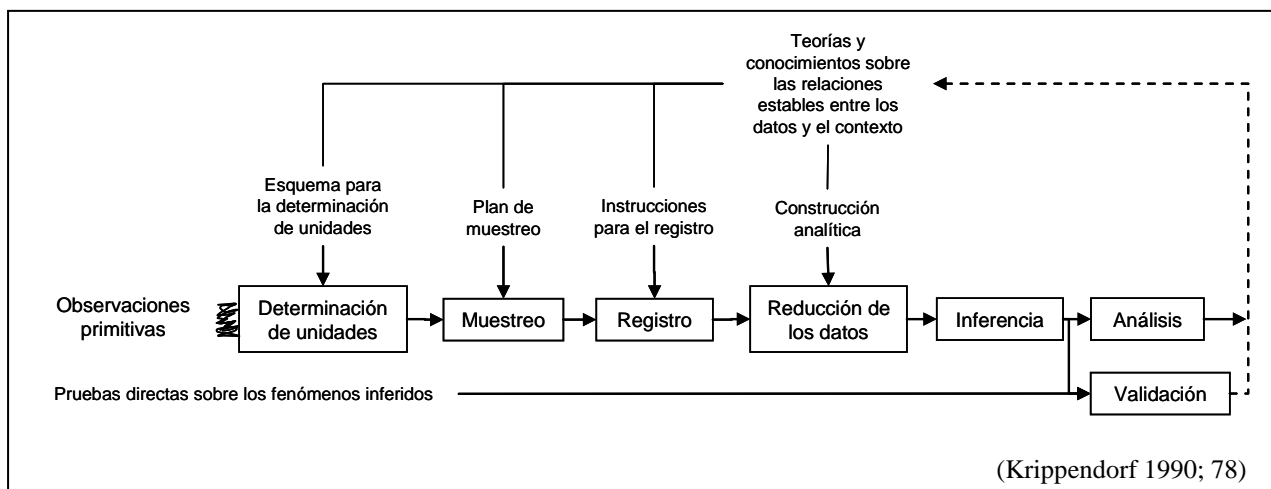 Teorías y
conocimientos sobre
las relaciones
estables entre los
datos y el contexto
Esquema para
la determinación
de unidades
Plan de
muestreo
Instrucciones
para el registro
Construcción
analítica
Observaciones
primitivas
Determinación
de unidades
Muestreo
Registro
Reducción de
los datos
Inferencia
Análisis
Pruebas directas sobre los fenómenos inferidos
Validación
(Krippendorf 1990; 78)